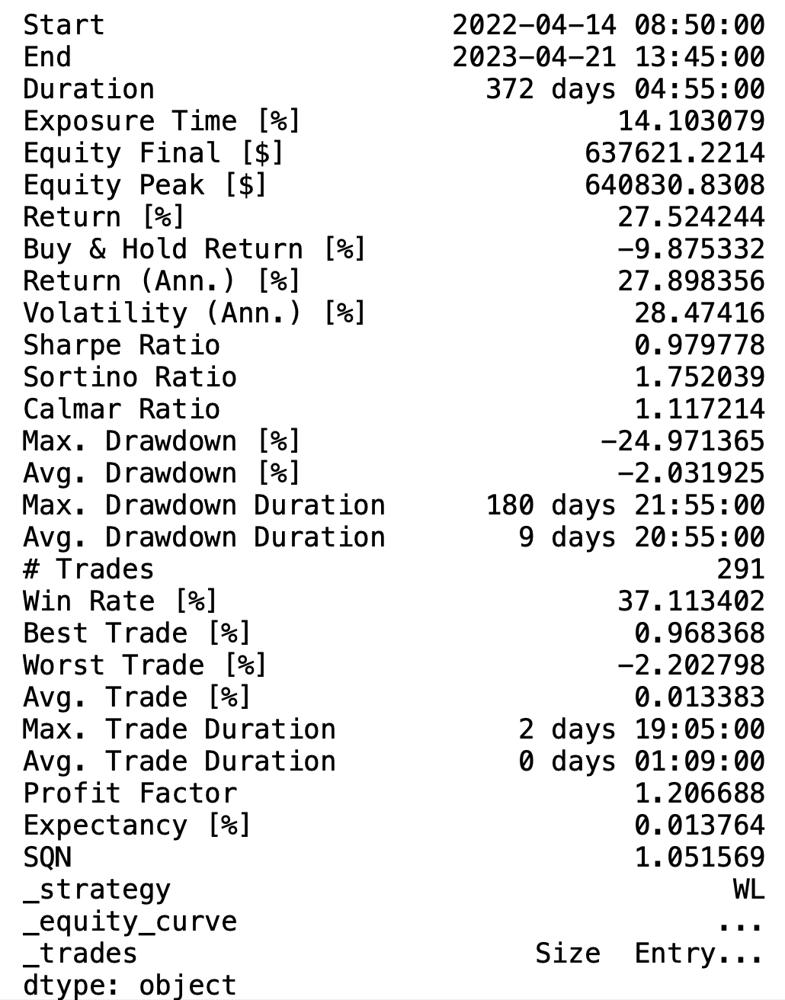 Start 2022-04-14 08:50:00
End 2023-04-21 13:45:00
Duration 372 days 04:55:00
Exposure Time [%] 14.103079
Equity Final [$] 637621.2214
Equity Peak [$] 640830.8308
Return [%] 27.524244
Buy & Hold Return [%] -9.875332
Return (Ann.) [%] 27.898356
Volatility (Ann.) [%] 28.47416
Sharpe Ratio 0.979778
Sortino Ratio 1.752039
Calmar Ratio 1.117214
Max. Drawdown [%] -24.971365
Avg. Drawdown [%] -2.031925
Max. Drawdown Duration 180 days 21:55:00
Avg. Drawdown Duration 9 days 20:55:00
# Trades 291
Win Rate [%] 37.113402
Best Trade [%] 0.968368
Worst Trade [%] -2.202798
Avg. Trade [%] 0.013383
Max. Trade Duration 2 days 19:05:00
Avg. Trade Duration 0 days 01:09:00
Profit Factor 1.206688
Expectancy [%] 0.013764
SQN 1.051569
_strategy WL
_equity_curve ...
_trades Size Entry...
dtype: object